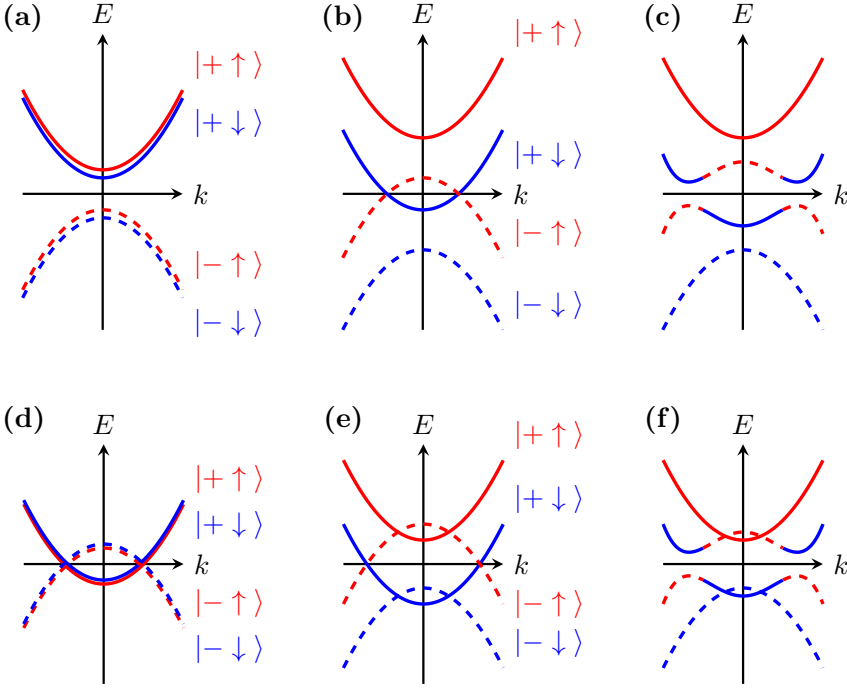 (a)
E
|+ ↑⟩
|+ ↓⟩
k
|− ↑⟩
|− ↓⟩
(b)
E
|+ ↑⟩
|+ ↓⟩
k
|− ↑⟩
|− ↓⟩
(c)
E
k
(d)
E
|+ ↑⟩
|+ ↓⟩
k
|− ↑⟩
|− ↓⟩
(e)
E
|+ ↑⟩
|+ ↓⟩
k
|− ↑⟩
|− ↓⟩
(f)
E
k